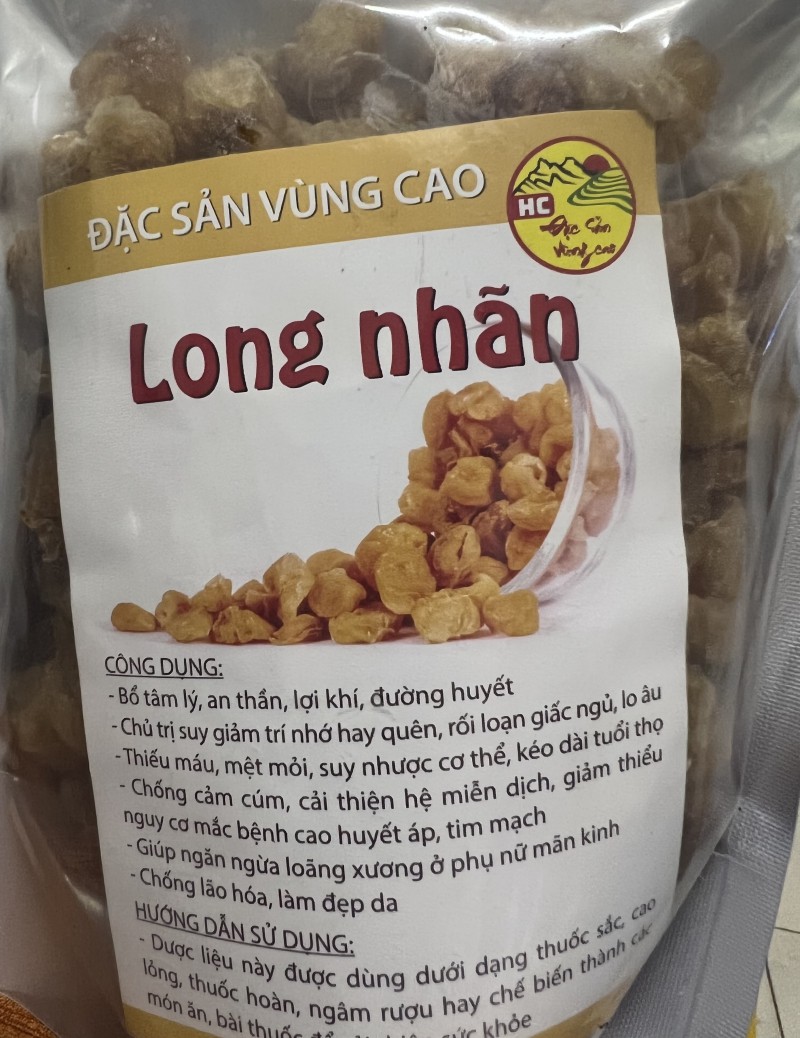 ĐẶC SẢN VÙNG CAO
HC
Đặc Sản
Vùng cao
Long nhãn
CÔNG DỤNG:
- Bổ tâm lý, an thần, lợi khí, đường huyết
- Chủ trị suy giảm trí nhớ hay quên, rối loạn giấc ngủ, lo âu
- Thiếu máu, mệt mỏi, suy nhược cơ thể, kéo dài tuổi thọ
- Chống cảm cúm, cải thiện hệ miễn dịch, giảm thiểu
nguy cơ mắc bệnh cao huyết áp, tim mạch
- Giúp ngăn ngừa loãng xương ở phụ nữ mãn kinh
- Chống lão hóa, làm đẹp da
HƯỚNG DẪN SỬ DỤNG:
- Dược liệu này được dùng dưới dạng thuốc sắc, cao
lỏng, thuốc hoàn, ngâm rượu hay chế biến thành các
món ăn, bài thuốc sức khỏe